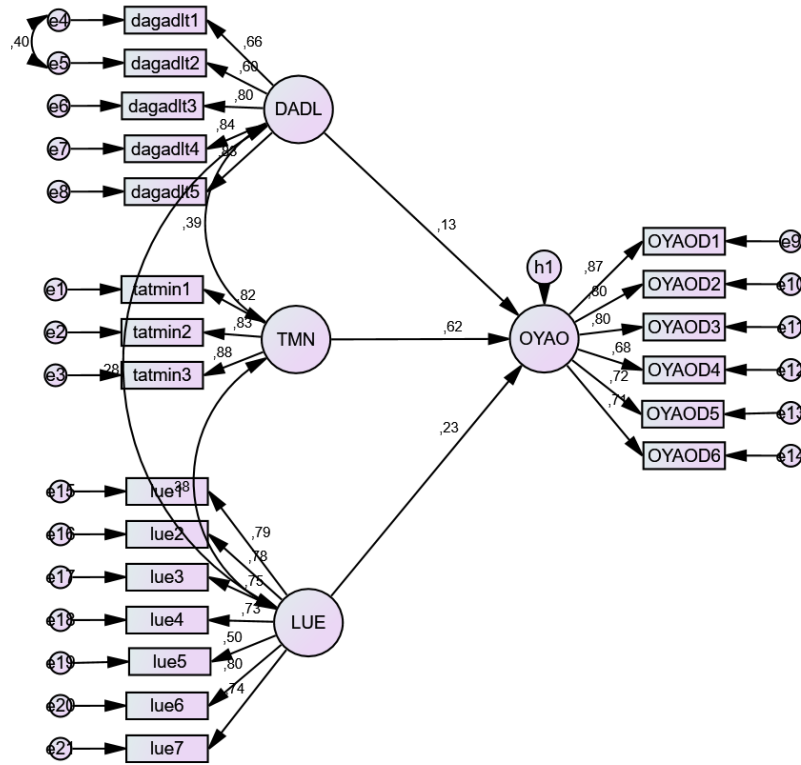 e4 dagadlt1
,40
,66
e5 dagadlt2
,60
e6 dagadlt3
,80
DADL
e7 dagadlt4
,84
e8 dagadlt5
,39
,13
e1 tatmin1
,82
e2 tatmin2
,83
e3 tatmin3
,88
TMN
,62
,28
,38
e15 lue1
,79
e16 lue2
,78
e17 lue3
,75
e18 lue4
,73
LUE
e19 lue5
,50
e20 lue6
,80
e21 lue7
,74
,23
h1
OYAO
,87
OYAOD1 e9
,80
OYAOD2 e10
,80
OYAOD3 e11
,68
OYAOD4 e12
,72
OYAOD5 e13
,71
OYAOD6 e14